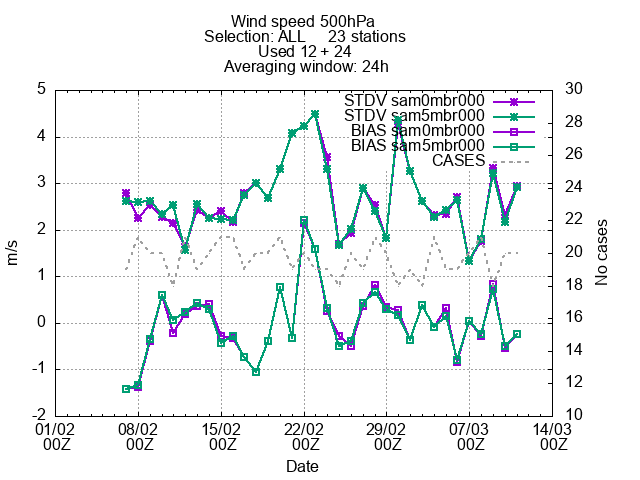 Wind speed 500hPa
Selection: ALL     23 stations
Used 12 + 24
Averaging window: 24h
STDV sam0mbr000
STDV sam5mbr000
BIAS sam0mbr000
BIAS sam5mbr000
CASES
5
4
3
2
1
0
-1
-2
m/s
30
28
26
24
22
20
18
16
14
12
10
No cases
01/02 08/02 15/02 22/02 29/02 07/03 14/03
00Z 00Z 00Z 00Z 00Z 00Z 00Z
Date